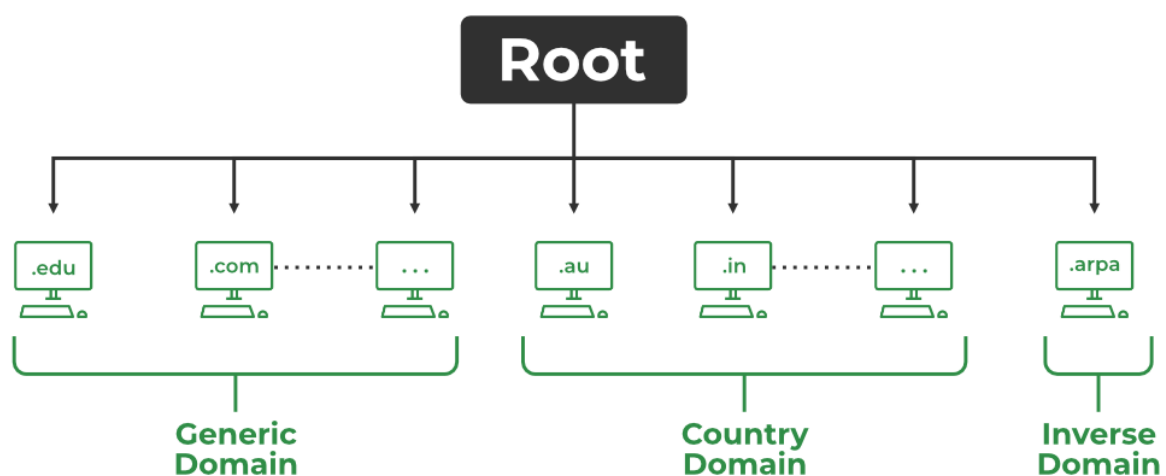 Root
.edu
.com
...
.au
.in
...
.arpa
Generic
Domain
Country
Domain
Inverse
Domain